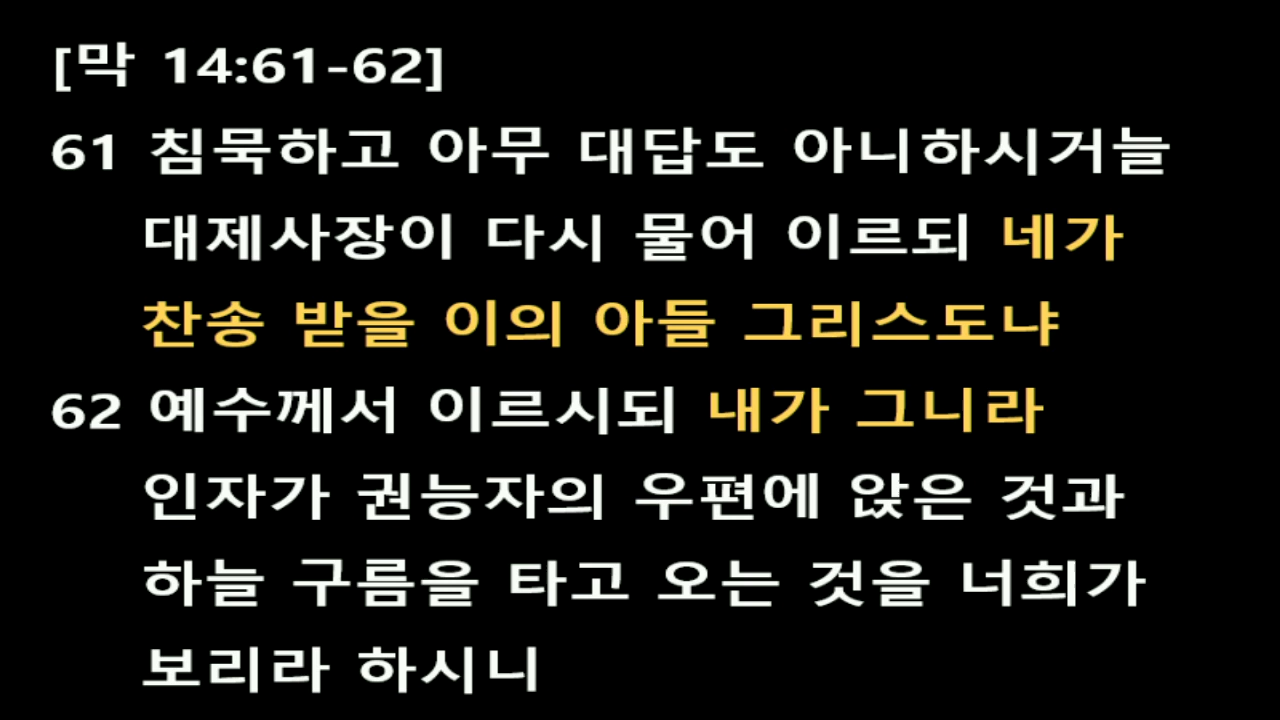 [막 14:61-62]
61 침묵하고 아무 대답도 아니하시거늘
대제사장이 다시 물어 이르되 네가
찬송 받을 이의 아들 그리스도냐
62 예수께서 이르시되 내가 그니라
인자가 권능자의 우편에 앉은 것과
하늘 구름을 타고 오는 것을 너희가
보리라 하시니